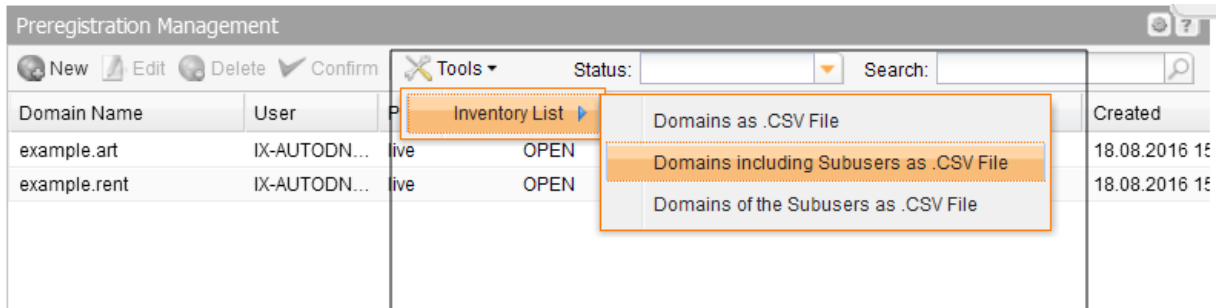 Preregistration Management ?
New Edit Delete Confirm Tools Status: Search:
Domain Name User P Created
Inventory List
Domains as .CSV File
example.art IX-AUTODN... live OPEN 18.08.2016 15
Domains including Subusers as .CSV File
example.rent IX-AUTODN... live OPEN 18.08.2016 15
Domains of the Subusers as .CSV File